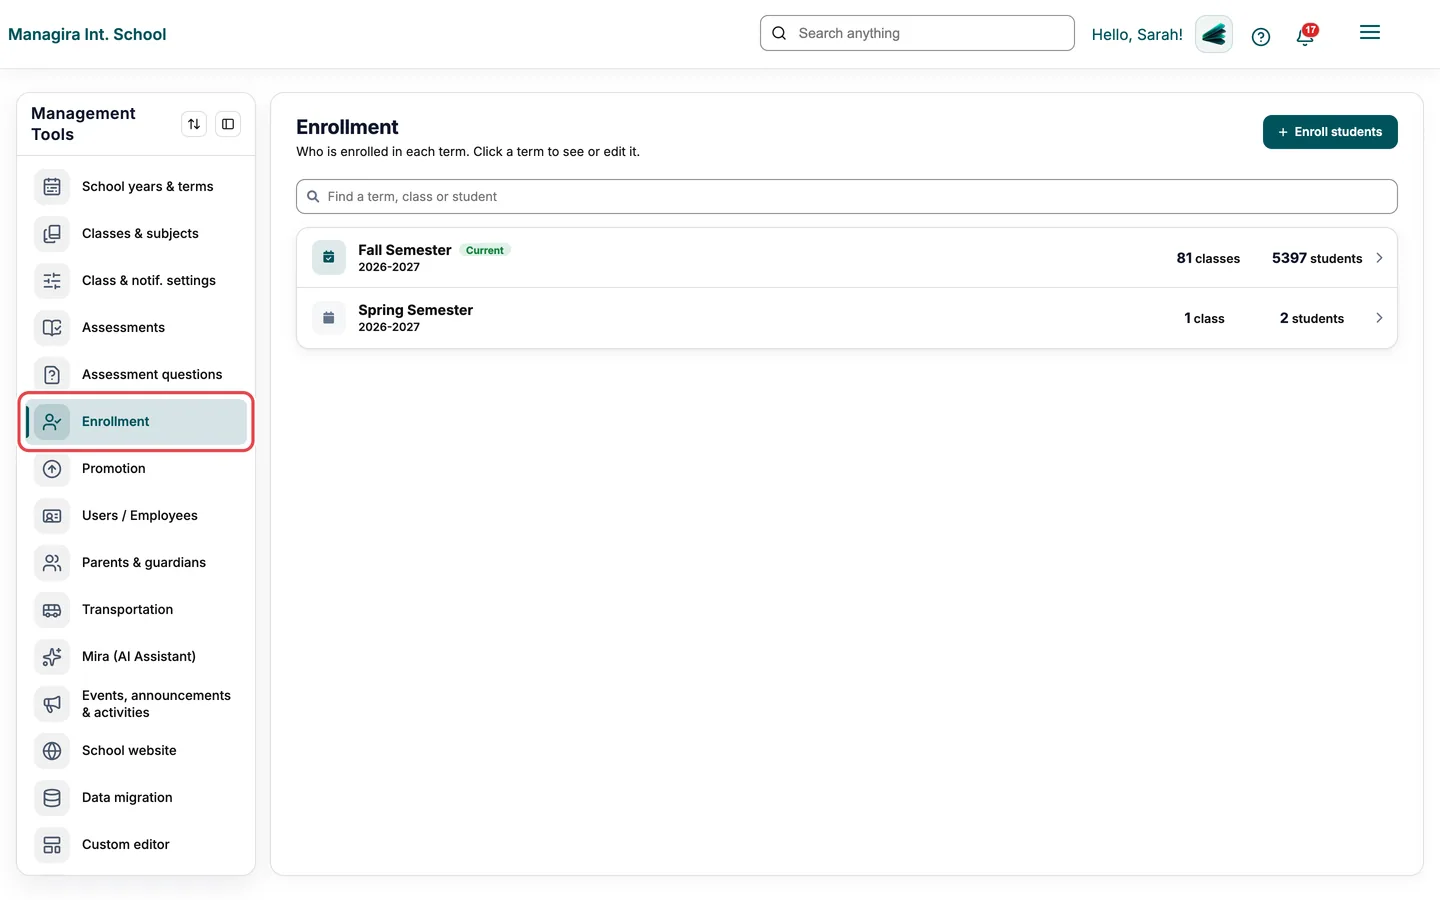 Managira Int. School
Search anything
Hello, Sarah!
17
Management
Tools
School years & terms
Classes & subjects
Class & notif. settings
Assessments
Assessment questions
Enrollment
Promotion
Users / Employees
Parents & guardians
Transportation
Mira (AI Assistant)
Events, announcements
& activities
School website
Data migration
Custom editor
Enrollment
Who is enrolled in each term. Click a term to see or edit it.
+ Enroll students
Find a term, class or student
Fall Semester Current
2026-2027
81 classes 5397 students
Spring Semester
2026-2027
1 class 2 students